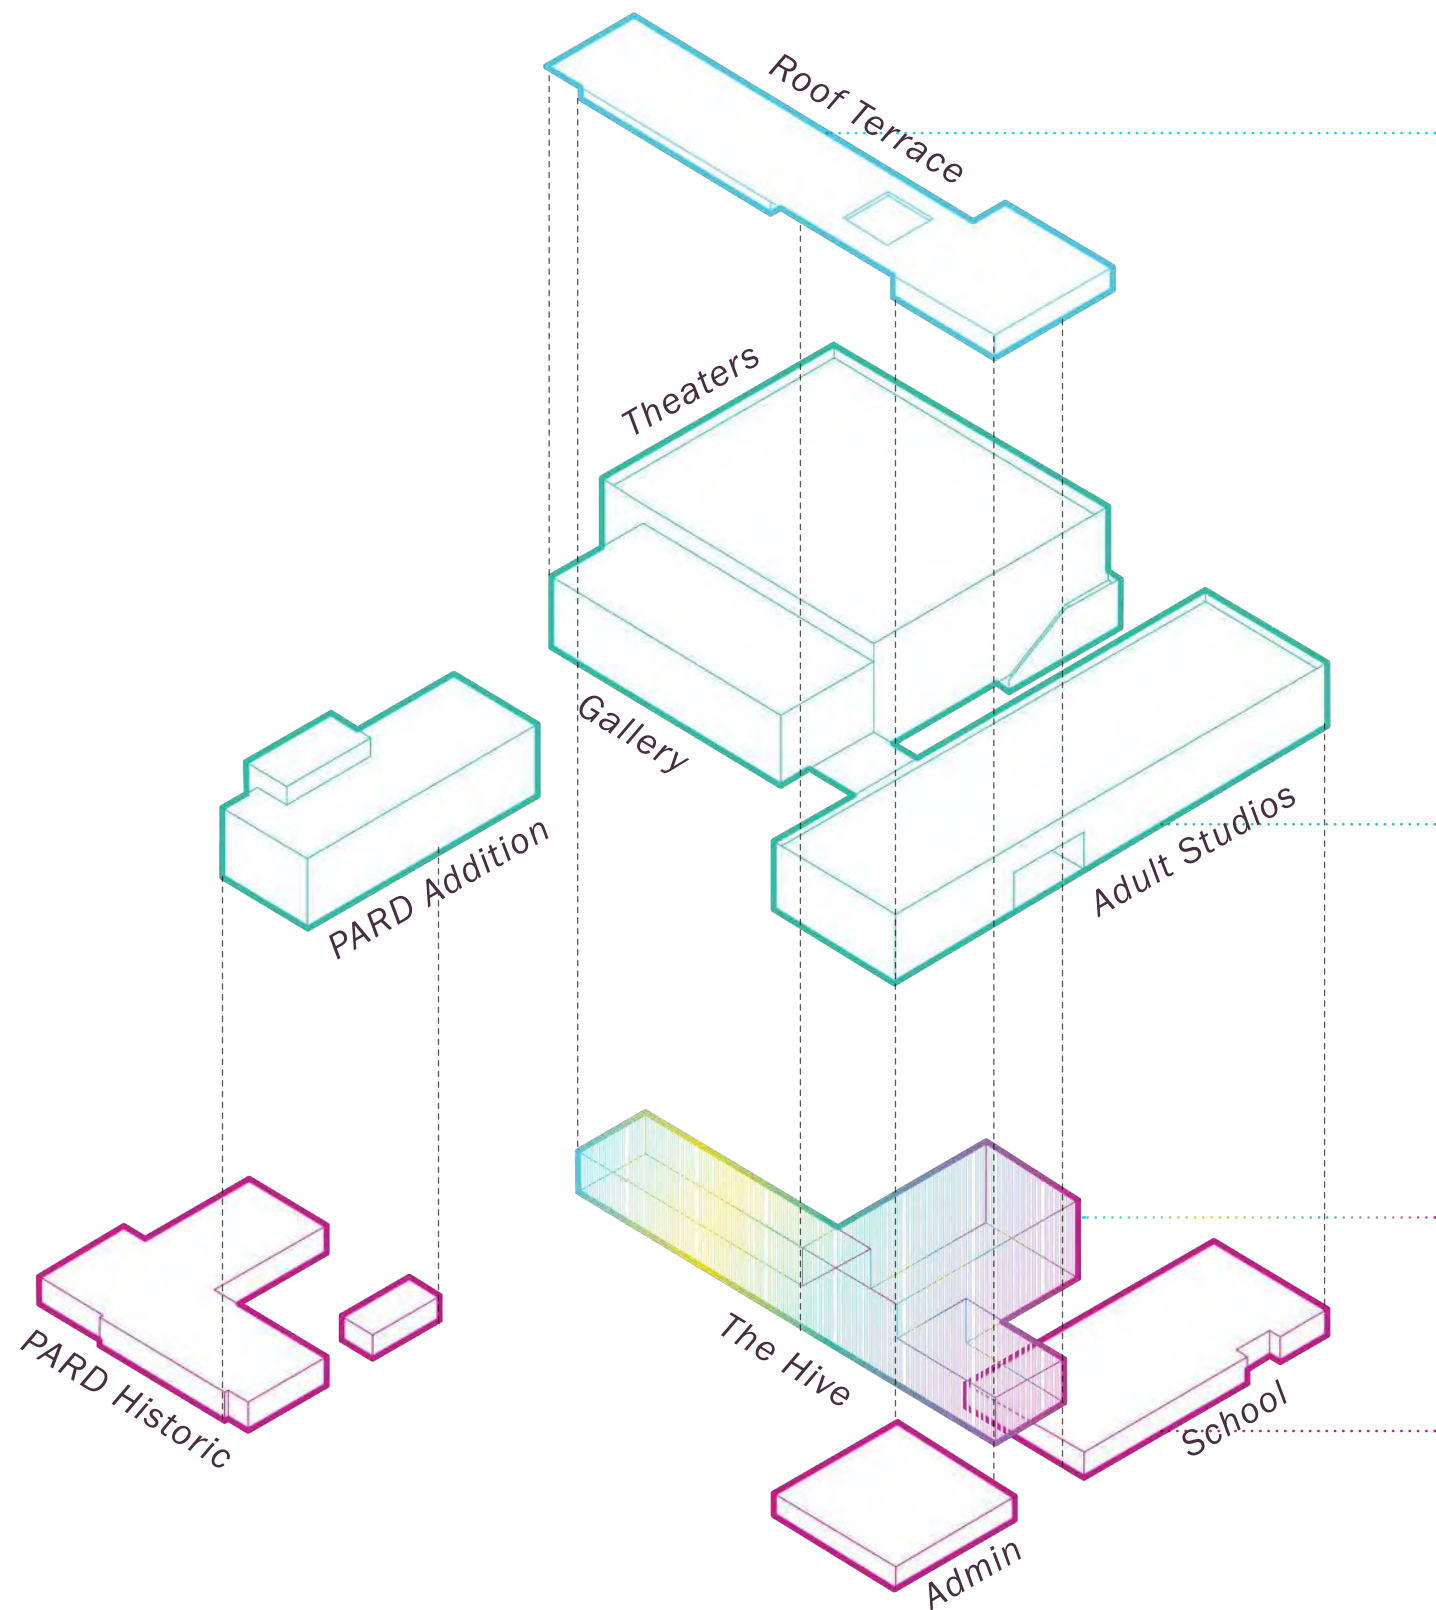 Roof Terrace
Theaters
Gallery
PARD Addition
Adult Studios
The Hive
PARD Historic
School
Admin